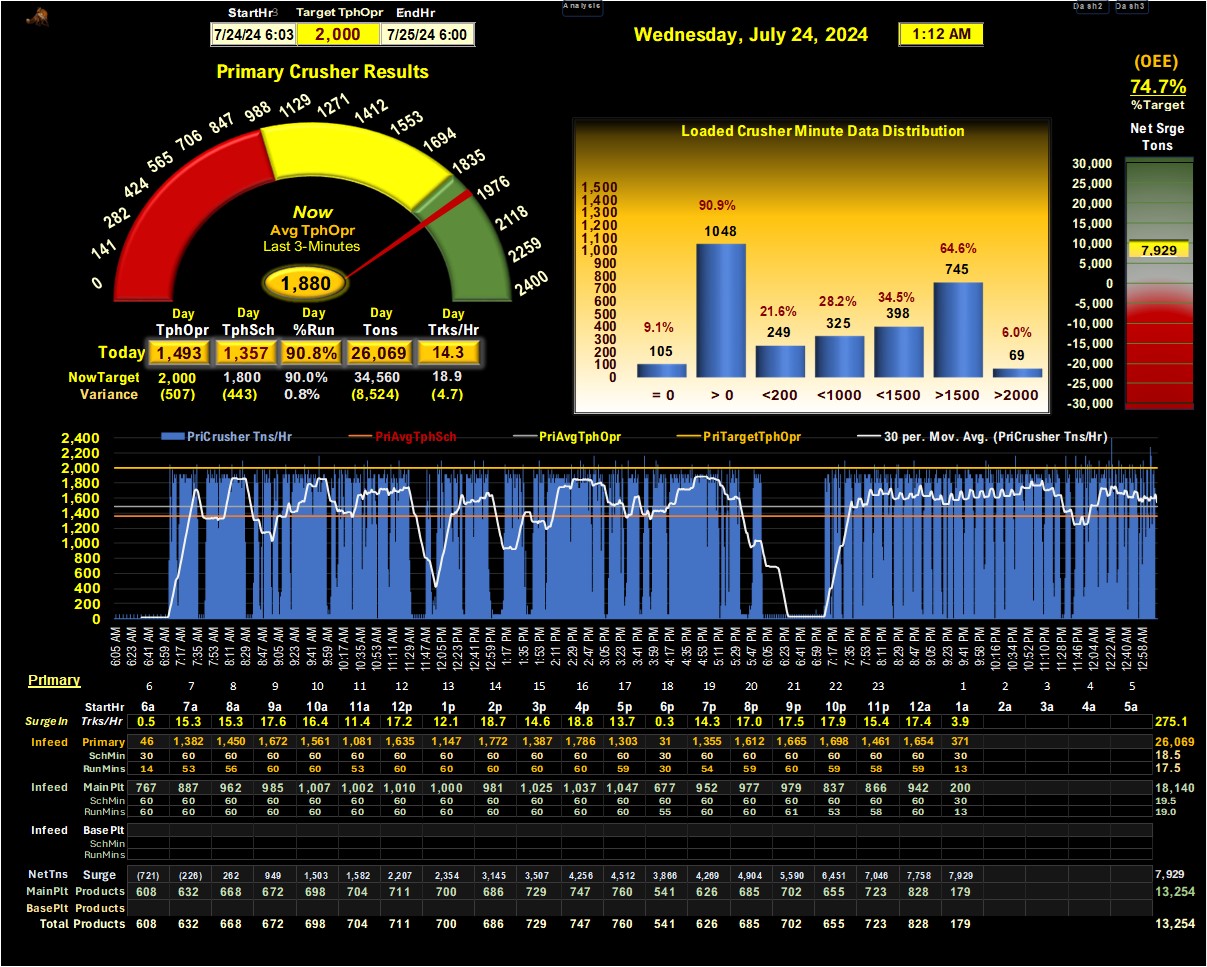 StartHr3 Target TphOpr EndHr
7/24/24 6:03 2,000 7/25/24 6:00
Analysis
Wednesday, July 24, 2024
1:12 AM
Dash2 Dash3
(OEE)
74.7%
%Target
Primary Crusher Results
0 141 282 424 565 706 847 988 1129 1271 1412 1553 1694 1835 1976 2118 2259 2400
Now
Avg TphOpr
Last 3-Minutes
1,880
Day Day Day Day Day
TphOpr TphSch %Run Tons Trks/Hr
Today 1,493 1,357 90.8% 26,069 14.3
NowTarget 2,000 1,800 90.0% 34,560 18.9
Variance (507) (443) 0.8% (8,524) (4.7)
Loaded Crusher Minute Data Distribution
1,500
1,400
1,300
1,200
1,100
1,000
900
800
700
600
500
400
300
200
100
0
9.1% 90.9% 21.6% 28.2% 34.5% 64.6% 6.0%
105 1048 249 325 398 745 69
= 0 > 0 <200 <1000 <1500 >1500 >2000
Net Srge
Tons
30,000
25,000
20,000
15,000
10,000
7,929
5,000
0
-5,000
-10,000
-15,000
-20,000
-25,000
-30,000
PriCrusher Tns/Hr PriAvgTphSch PriAvgTphOpr PriTargetTphOpr 30 per. Mov. Avg. (PriCrusher Tns/Hr)
2,400
2,200
2,000
1,800
1,600
1,400
1,200
1,000
800
600
400
200
0
6:05 AM 6:23 AM 6:41 AM 6:59 AM 7:17 AM 7:35 AM 7:53 AM 8:11 AM 8:29 AM 8:47 AM 9:05 AM 9:23 AM 9:41 AM 9:59 AM 10:17 AM 10:35 AM 10:53 AM 11:11 AM 11:29 AM 11:47 AM 12:05 PM 12:23 PM 12:41 PM 12:59 PM 1:17 PM 1:35 PM 1:53 PM 2:11 PM 2:29 PM 2:47 PM 3:05 PM 3:23 PM 3:41 PM 3:59 PM 4:17 PM 4:35 PM 4:53 PM 5:11 PM 5:29 PM 5:47 PM 6:05 PM 6:23 PM 6:41 PM 6:59 PM 7:17 PM 7:35 PM 7:53 PM 8:11 PM 8:29 PM 8:47 PM 9:05 PM 9:23 PM 9:41 PM 9:58 PM 10:16 PM 10:34 PM 10:52 PM 11:10 PM 11:28 PM 11:46 PM 12:04 AM 12:22 AM 12:40 AM 12:58 AM
Primary
6 7 8 9 10 11 12 13 14 15 16 17 18 19 20 21 22 23 1 2 3 4 5
StartHr 6a 7a 8a 9a 10a 11a 12p 1p 2p 3p 4p 5p 6p 7p 8p 9p 10p 11p 12a 1a 2a 3a 4a 5a
SurgeIn Trks/Hr 0.5 15.3 15.3 17.6 16.4 11.4 17.2 12.1 18.7 14.6 18.8 13.7 0.3 14.3 17.0 17.5 17.9 15.4 17.4 3.9 275.1
Infeed Primary 46 1,382 1,450 1,672 1,561 1,081 1,635 1,147 1,772 1,387 1,786 1,303 31 1,355 1,612 1,665 1,698 1,461 1,654 371 26,069
SchMin 30 60 60 60 60 60 60 60 60 60 60 60 30 60 60 60 60 60 60 30 18.5
RunMins 14 53 56 60 60 53 60 60 60 60 60 59 30 54 59 60 59 58 59 13 17.5
Infeed MainPlt 767 887 962 985 1,007 1,002 1,010 1,000 981 1,025 1,037 1,047 677 952 977 979 837 866 942 200 18,140
SchMin 60 60 60 60 60 60 60 60 60 60 60 60 60 60 60 60 60 60 60 30 19.5
RunMins 60 60 60 60 60 60 60 60 60 60 60 60 55 60 60 61 53 58 60 13 19.0
Infeed Base Plt
SchMin
RunMins
NetTns Surge (721) (226) 262 949 1,503 1,582 2,207 2,354 3,145 3,507 4,256 4,512 3,866 4,269 4,904 5,590 6,451 7,046 7,758 7,929 7,929
MainPlt Products 608 632 668 672 698 704 711 700 686 729 747 760 541 626 685 702 655 723 828 179 13,254
BasePlt Products
Total Products 608 632 668 672 698 704 711 700 686 729 747 760 541 626 685 702 655 723 828 179 13,254